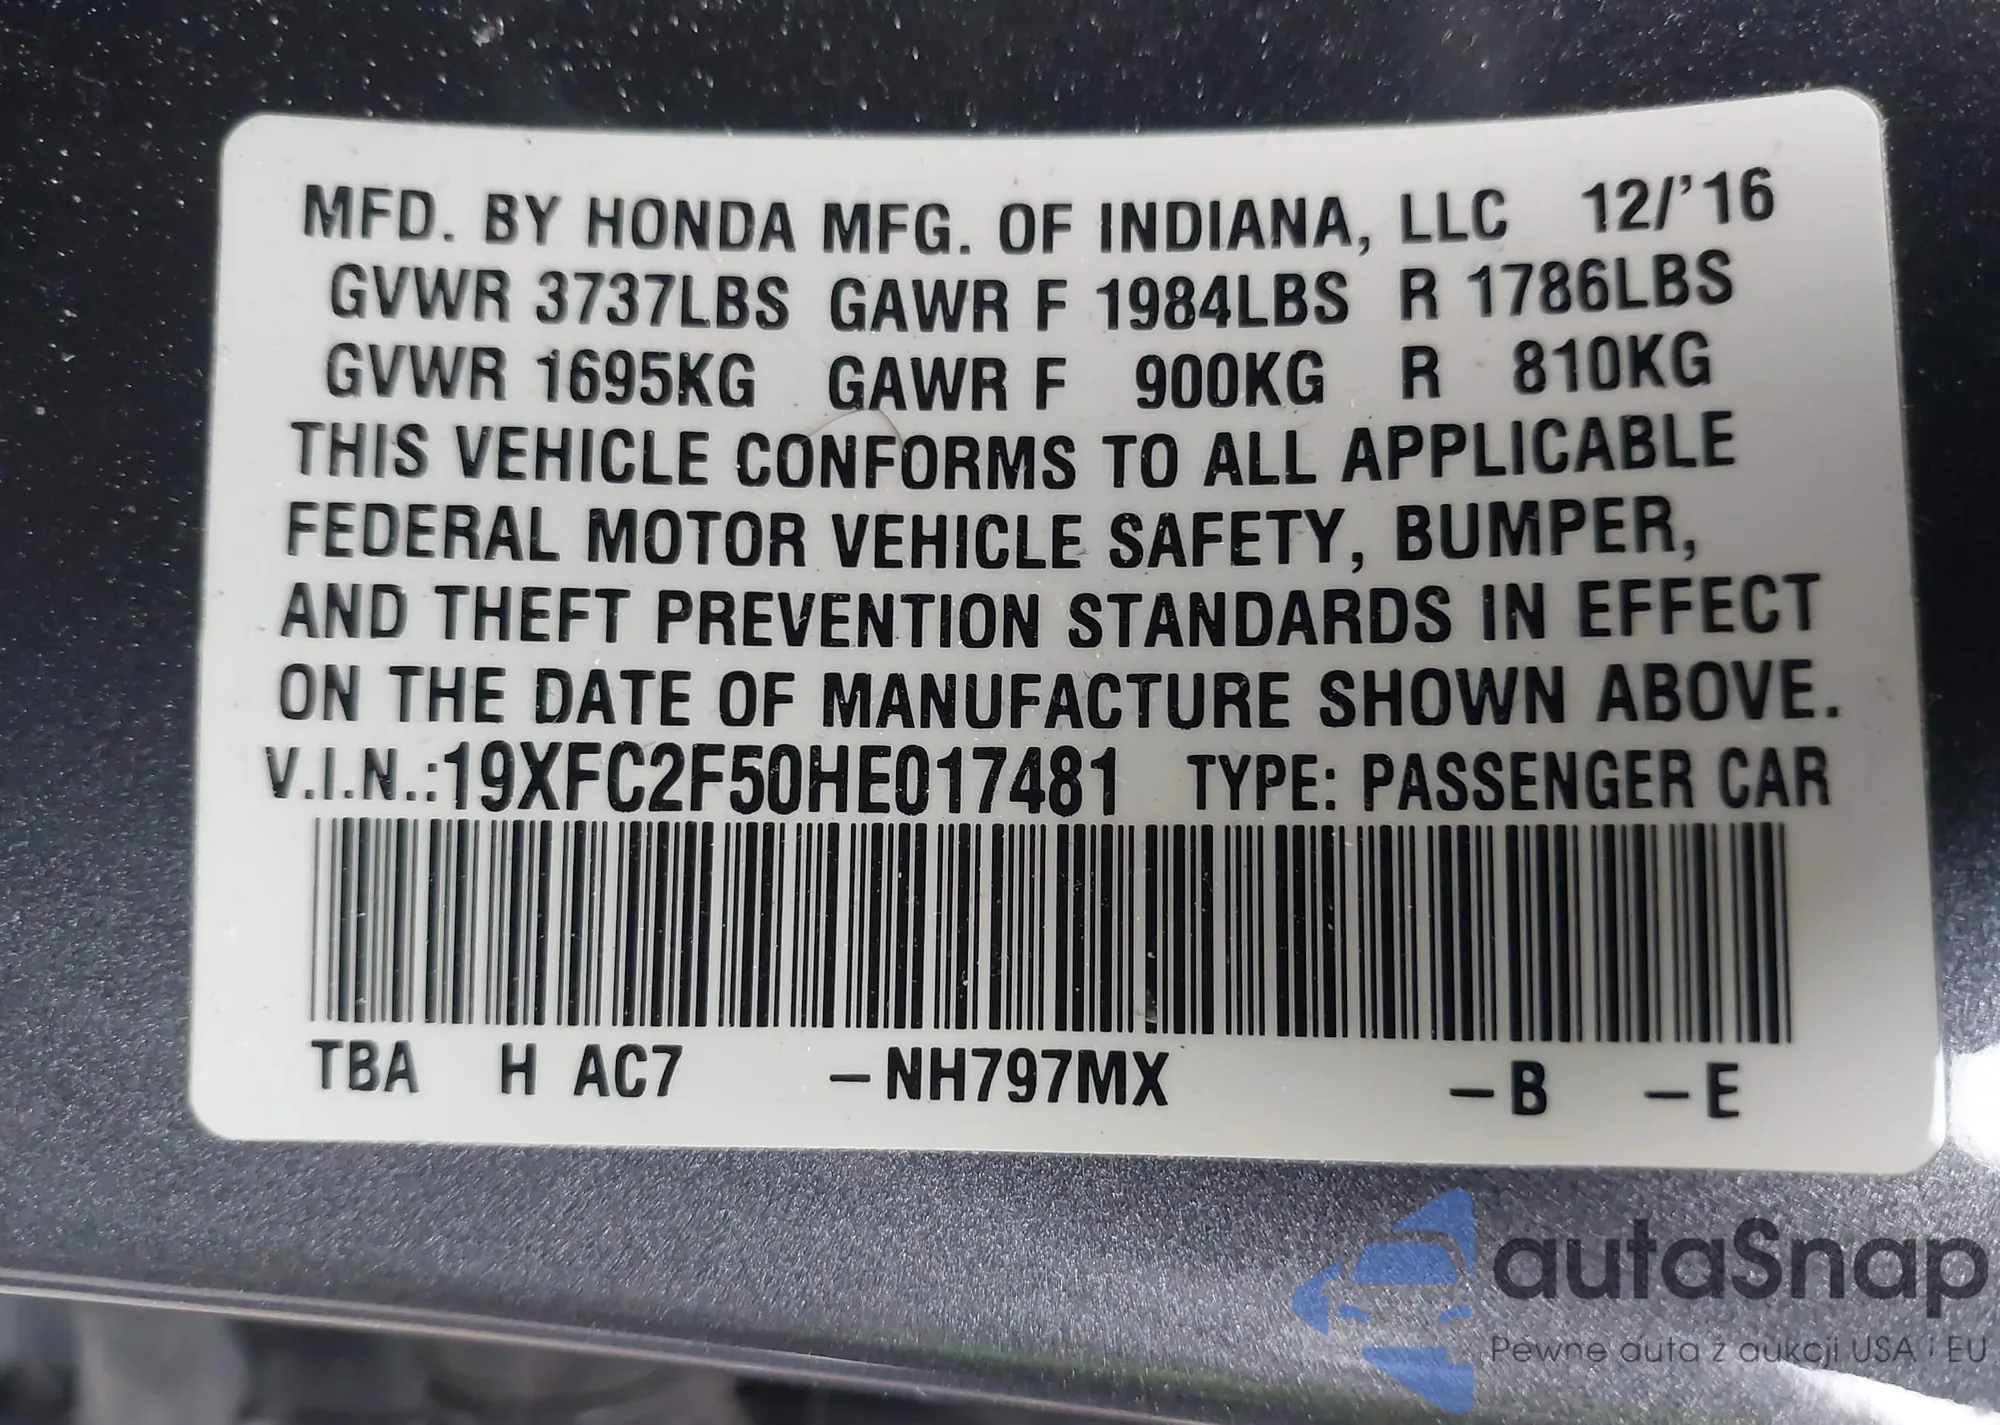 MFD. BY HONDA MFG. OF INDIANA, LLC 12/'16
GVWR 3737LBS GAWR F 1984LBS R 1786LBS
GVWR 1695KG GAWR F 900KG R 810KG
THIS VEHICLE CONFORMS TO ALL APPLICABLE
FEDERAL MOTOR VEHICLE SAFETY, BUMPER,
AND THEFT PREVENTION STANDARDS IN EFFECT
ON THE DATE OF MANUFACTURE SHOWN ABOVE.
V.I.N.:19XFC2F50HE017481 TYPE: PASSENGER CAR
TBA H AC7 –NH797MX –B –E
autaSnap
Pewne auta z aukcji USA i EU